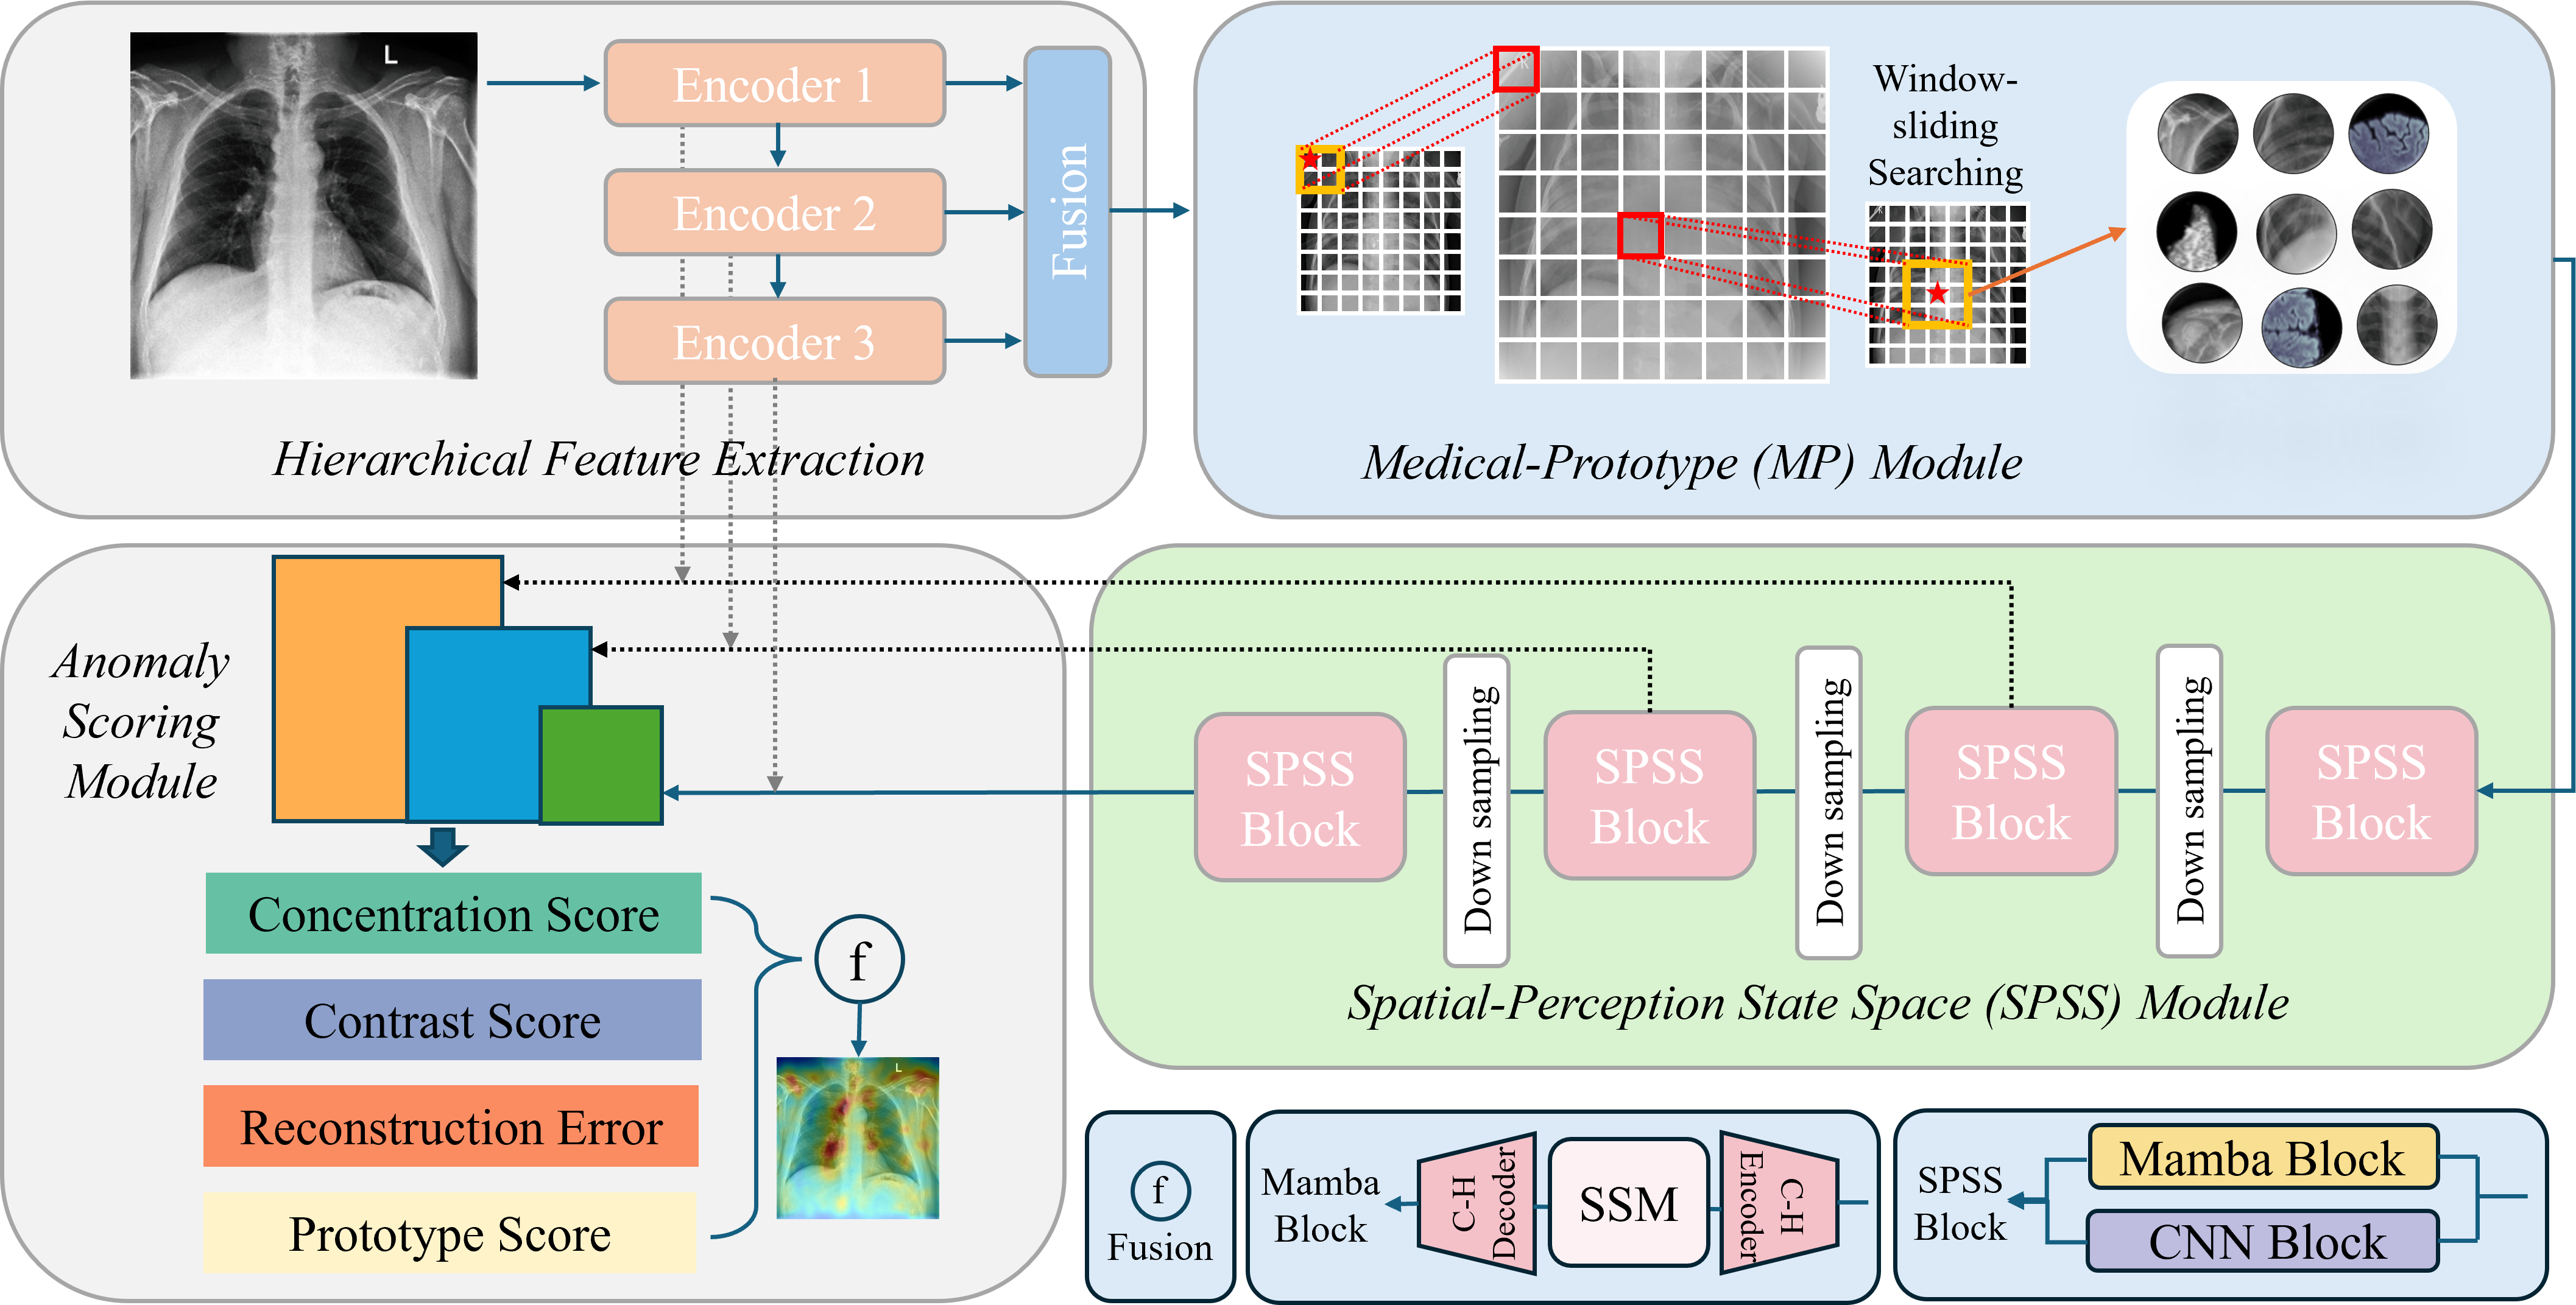 L
Encoder 1
Encoder 2
Encoder 3
Fusion
Hierarchical Feature Extraction
Window-
sliding
Searching
Medical-Prototype (MP) Module
Anomaly
Scoring
Module
Concentration Score
Contrast Score
Reconstruction Error
Prototype Score
f
L
SPSS
Block
Down sampling
SPSS
Block
Down sampling
SPSS
Block
Down sampling
SPSS
Block
Spatial-Perception State Space (SPSS) Module
f
Fusion
Mamba
Block
C-H
Decoder
SSM
C-H
Encoder
SPSS
Block
Mamba Block
CNN Block